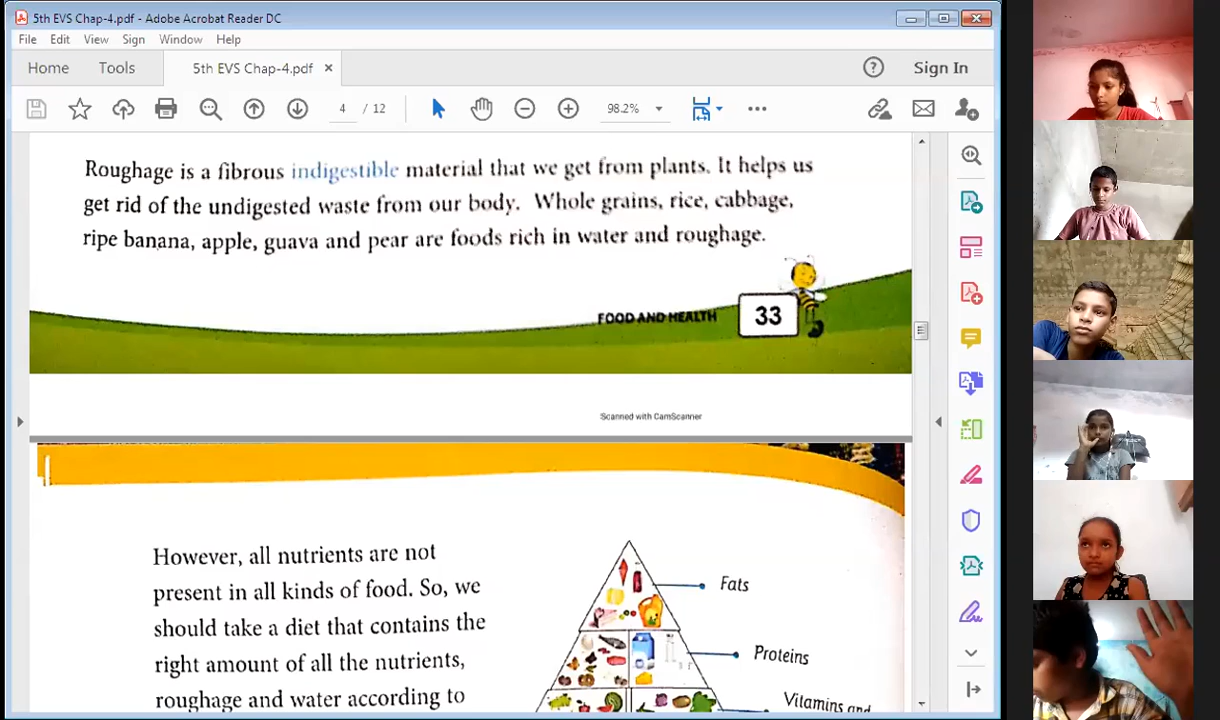 5th EVS Chap-4.pdf - Adobe Acrobat Reader DC
File Edit View Sign Window Help
Home Tools 5th EVS Chap-4.pdf × Sign In
4 / 12 98.2%
Roughage is a fibrous indigestible material that we get from plants. It helps us
get rid of the undigested waste from our body. Whole grains, rice, cabbage,
ripe banana, apple, guava and pear are foods rich in water and roughage.
FOOD AND HEALTH 33
Scanned with CamScanner
However, all nutrients are not
present in all kinds of food. So, we
should take a diet that contains the
right amount of all the nutrients,
roughage and water according to
Fats
Proteins
Vitamins and